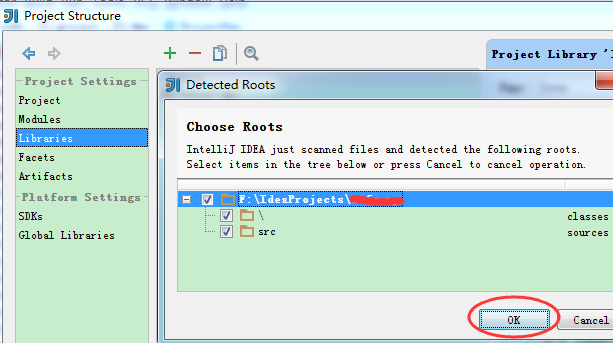 Project Structure
Project Settings
Project
Modules
Libraries
Facets
Artifacts
Platform Settings
SDKs
Global Libraries
Project Library '
Detected Roots
Choose Roots
IntelliJ IDEA just scanned files and detected the following roots.
Select items in the tree below or press Cancel to cancel operation.
F:\IdeaProjects\
\ classes
src sources
OK Cancel